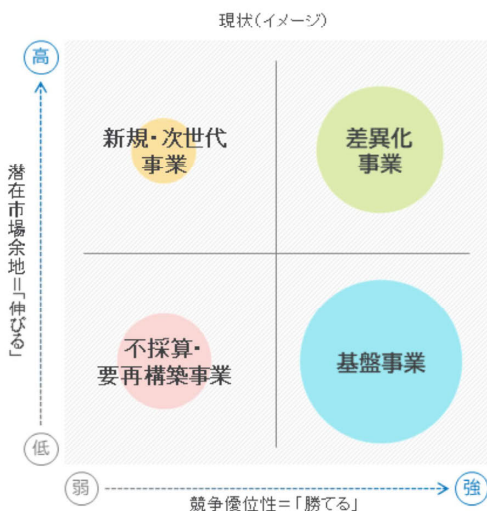 現状(イメージ)
高
新規・次世代
事業
差異化
事業
潜在市場余地=｢伸びる｣
不採算・
要再構築事業
基盤事業
低
弱
強
競争優位性=｢勝てる｣